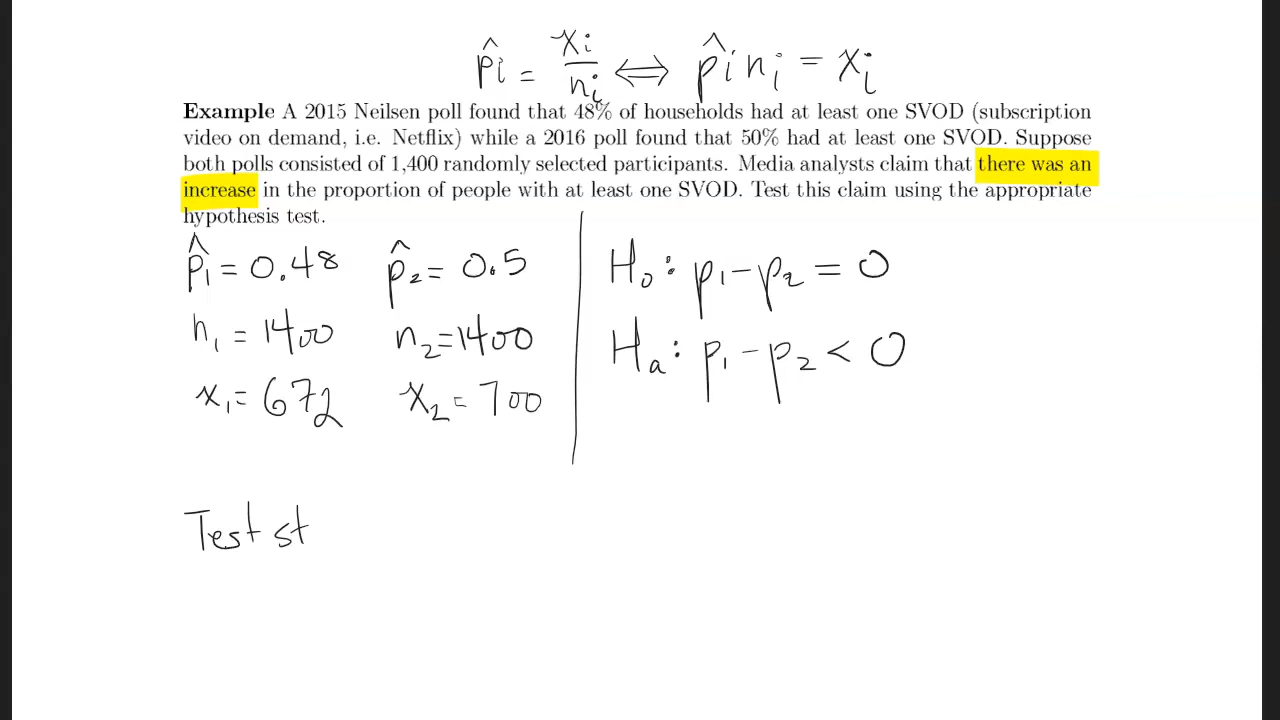 p̂i = xi/ni ⟺ p̂i ni = xi
Example A 2015 Neilsen poll found that 48% of households had at least one SVOD (subscription
video on demand, i.e. Netflix) while a 2016 poll found that 50% had at least one SVOD. Suppose
both polls consisted of 1,400 randomly selected participants. Media analysts claim that there was an
increase in the proportion of people with at least one SVOD. Test this claim using the appropriate
hypothesis test.
p̂1 = 0.48 p̂2 = 0.5
n1 = 1400 n2 = 1400
x1 = 672 x2 = 700
Ho: p1 - p2 = 0
Ha: p1 - p2 < 0
Test st